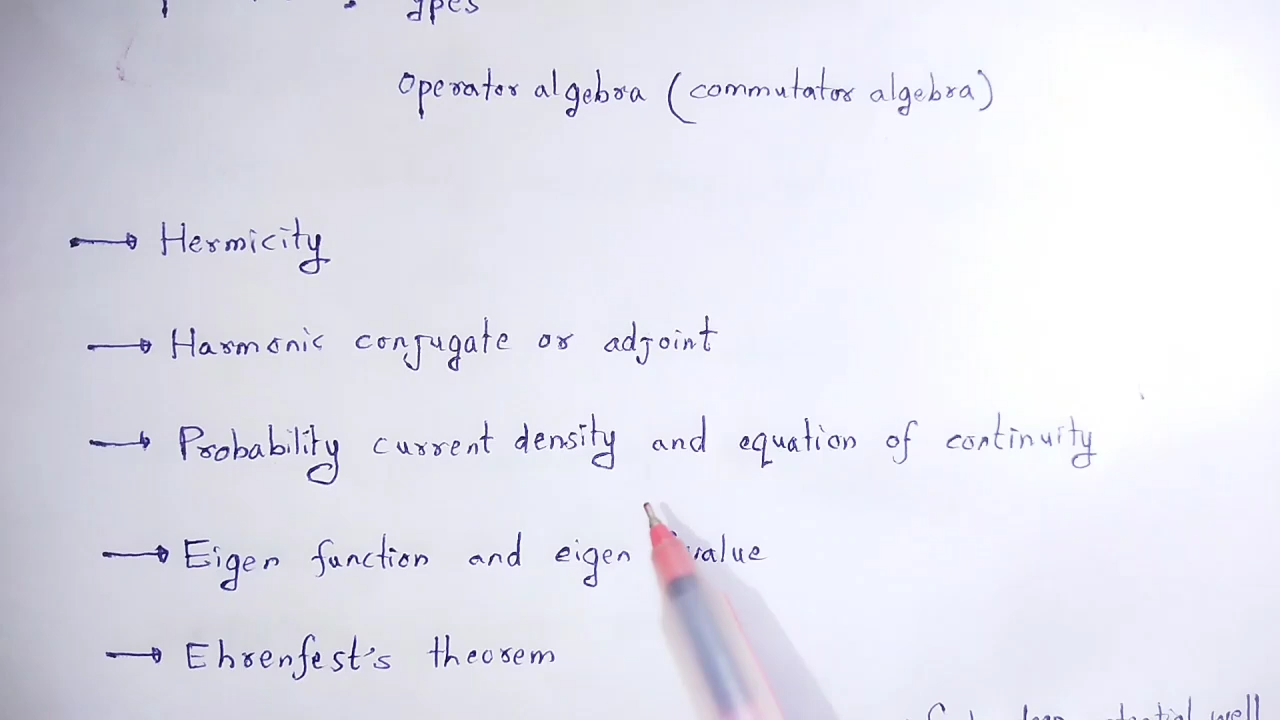 Operator algebra (commutator algebra)
Hermicity
Harmonic conjugate or adjoint
Probability current density and equation of continuity
Eigen function and eigen value
Ehrenfest's theorem
well